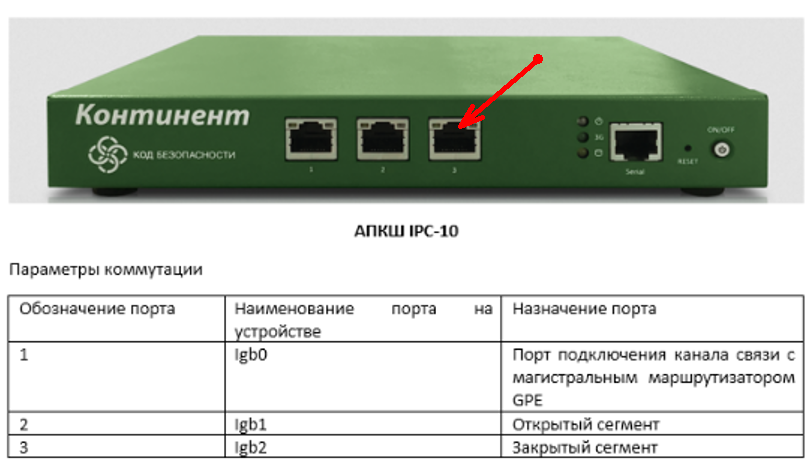 Континент
КОД БЕЗОПАСНОСТИ
1
2
3
3G
Serial
RESET
ON/OFF
АПКШ IPC-10
Параметры коммутации
Обозначение порта
Наименование порта на
устройстве
Назначение порта
1
Igb0
Порт подключения канала связи с
магистральным маршрутизатором
GPE
2
Igb1
Открытый сегмент
3
Igb2
Закрытый сегмент